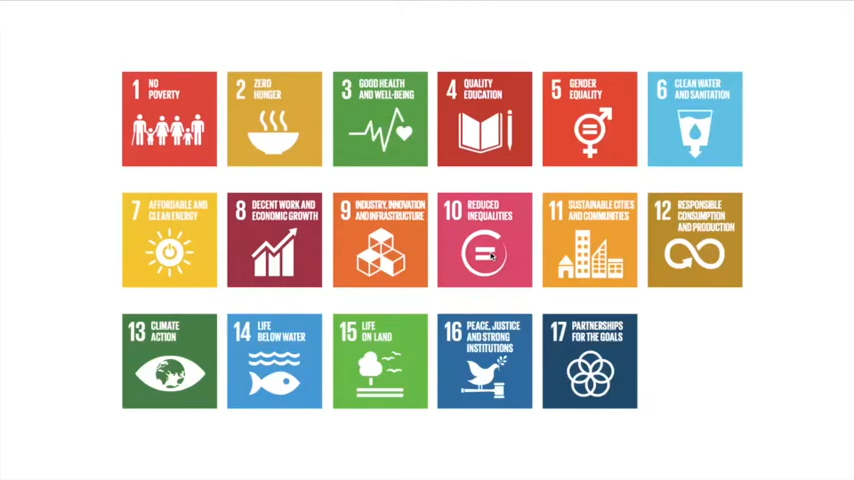 1 NO
POVERTY
2 ZERO
HUNGER
3 GOOD HEALTH
AND WELL-BEING
4 QUALITY
EDUCATION
5 GENDER
EQUALITY
6 CLEAN WATER
AND SANITATION
7 AFFORDABLE AND
CLEAN ENERGY
8 DECENT WORK AND
ECONOMIC GROWTH
9 INDUSTRY, INNOVATION
AND INFRASTRUCTURE
10 REDUCED
INEQUALITIES
11 SUSTAINABLE CITIES
AND COMMUNITIES
12 RESPONSIBLE
CONSUMPTION
AND PRODUCTION
13 CLIMATE
ACTION
14 LIFE
BELOW WATER
15 LIFE
ON LAND
16 PEACE, JUSTICE
AND STRONG
INSTITUTIONS
17 PARTNERSHIPS
FOR THE GOALS